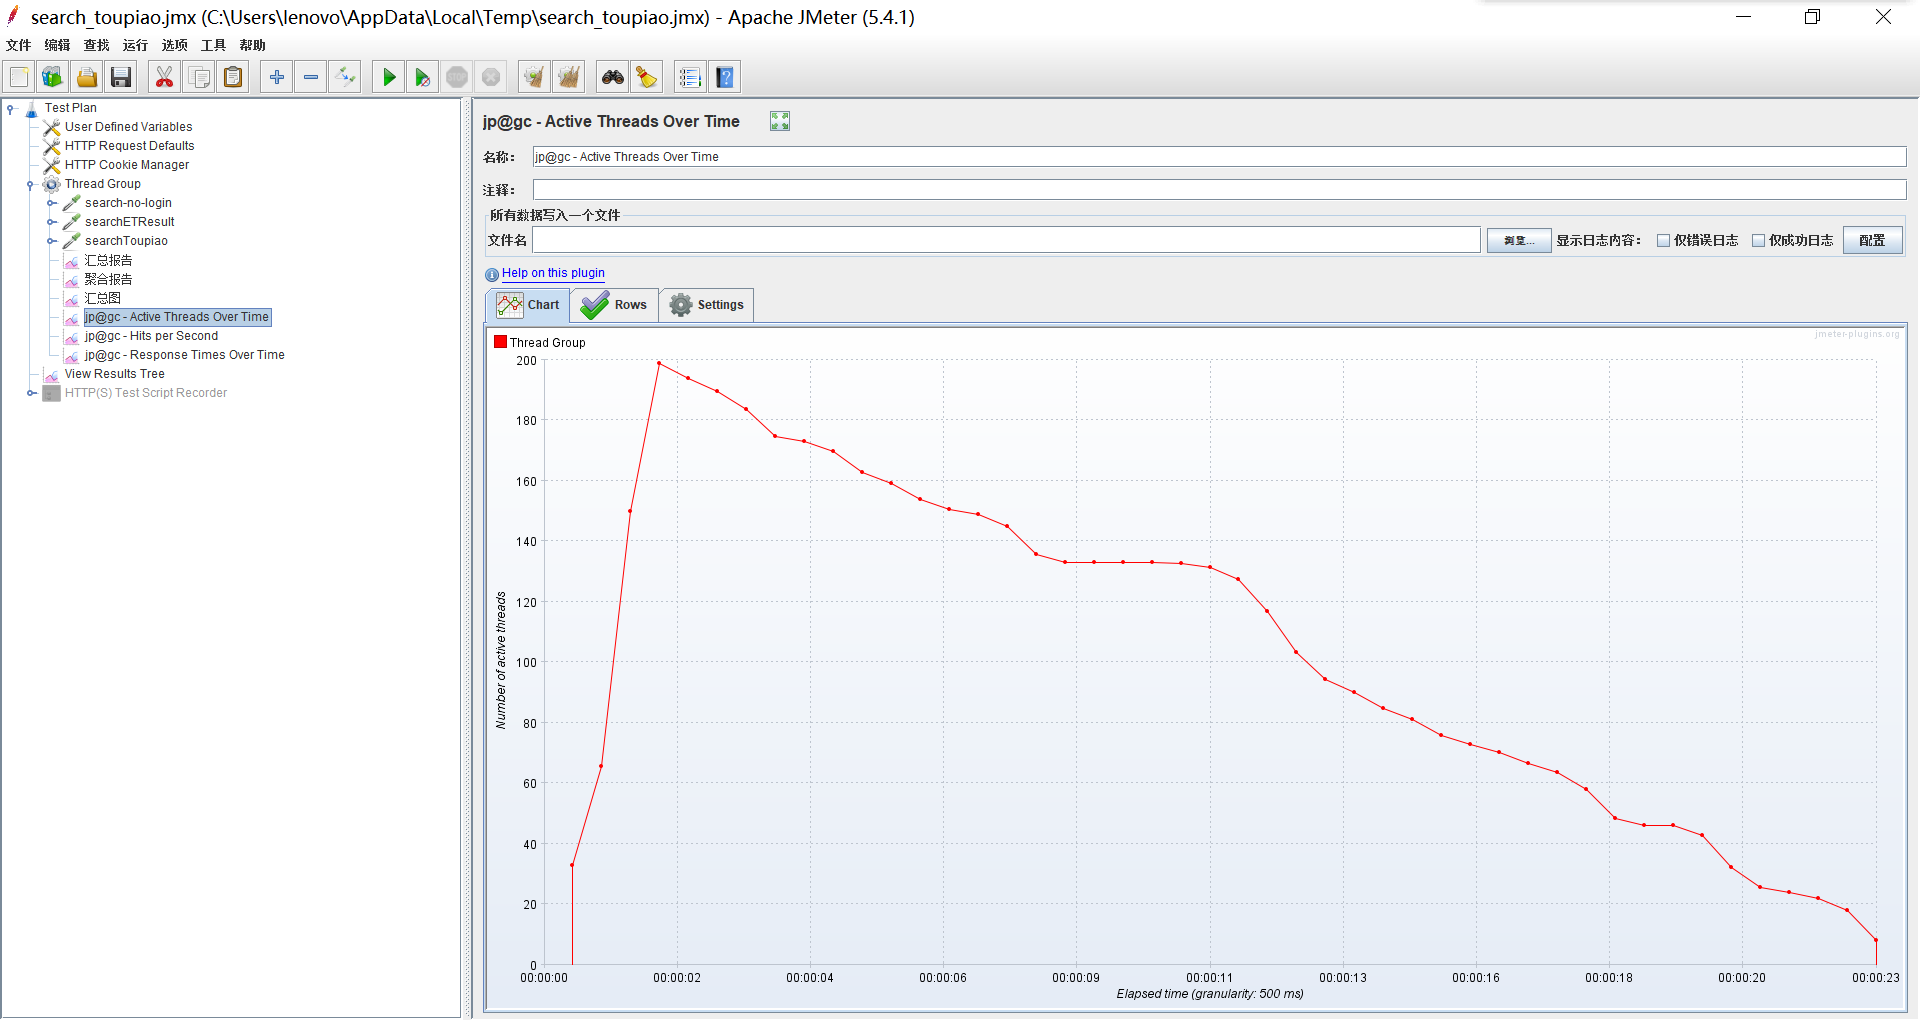 search_toupiao.jmx (C:\Users\lenovo\AppData\Local\Temp\search_toupiao.jmx) - Apache JMeter (5.4.1)
文件 编辑 查找 运行 选项 工具 帮助
STOP
Test Plan
User Defined Variables
HTTP Request Defaults
HTTP Cookie Manager
Thread Group
search-no-login
searchETResult
searchToupiao
汇总报告
聚合报告
汇总图
jp@gc - Active Threads Over Time
jp@gc - Hits per Second
jp@gc - Response Times Over Time
View Results Tree
HTTP(S) Test Script Recorder
jp@gc - Active Threads Over Time
名称： jp@gc - Active Threads Over Time
注释：
所有数据写入一个文件
文件名 浏览... 显示日志内容： 仅错误日志 仅成功日志 配置
Help on this plugin
Chart Rows Settings
jmeter-plugins.org
Thread Group
200
180
160
140
120
100
80
60
40
20
0
Number of active threads
00:00:00 00:00:02 00:00:04 00:00:06 00:00:09 00:00:11 00:00:13 00:00:16 00:00:18 00:00:20 00:00:23
Elapsed time (granularity: 500 ms)